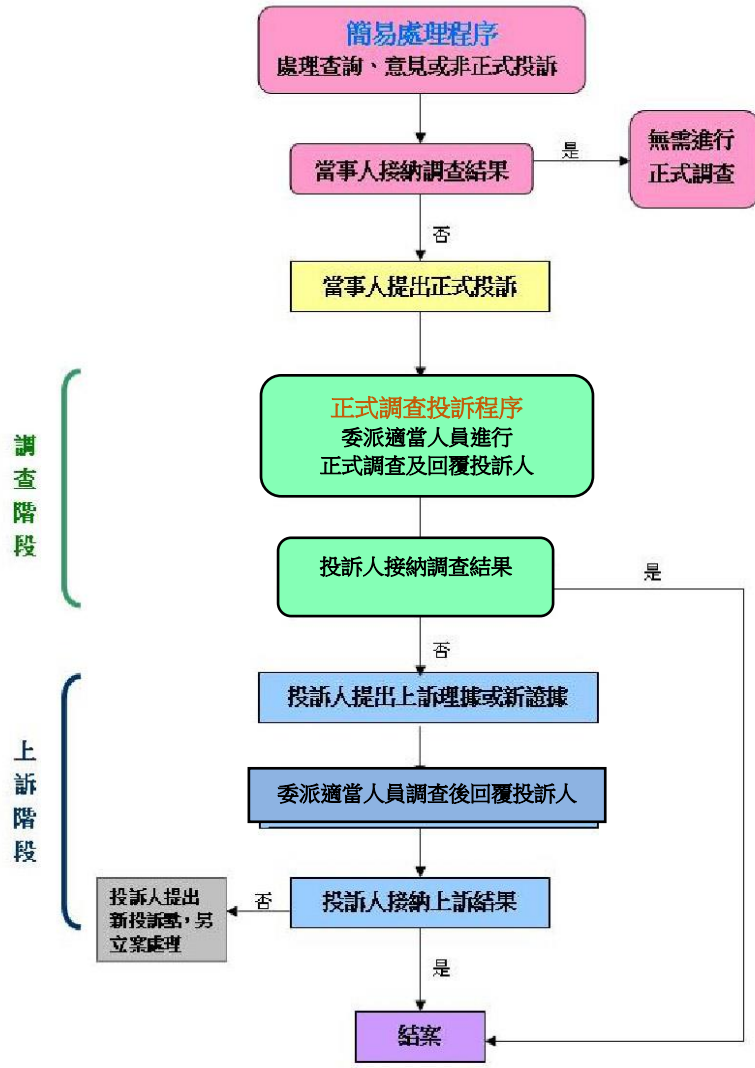 簡易處理程序
處理查詢、意見或非正式投訴
當事人接納調查結果
是
無需進行
正式調查
否
當事人提出正式投訴
調查階段
正式調查投訴程序
委派適當人員進行
正式調查及回覆投訴人
投訴人接納調查結果
是
否
上訴階段
投訴人提出上訴理據或新證據
委派適當人員調查後回覆投訴人
投訴人接納上訴結果
否
投訴人提出
新投訴點，另
立案處理
是
結案